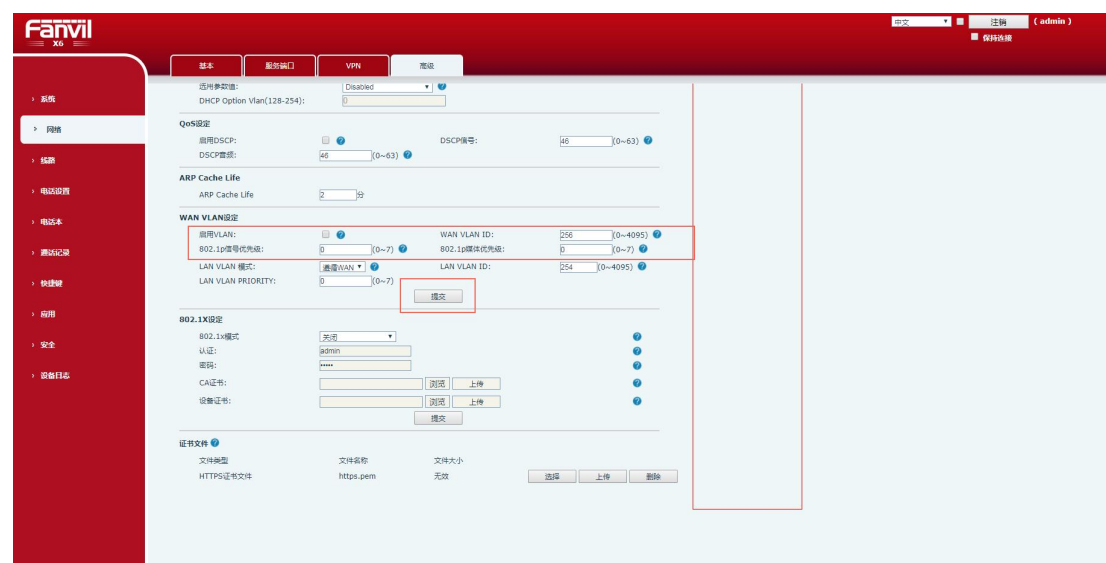 Fanvil
X6
中文
注销
( admin )
保持连接
基本
服务端口
VPN
高级
系统
网络
线路
电话设置
电话本
通话记录
快捷键
应用
安全
设备日志
选用参数值: Disabled
DHCP Option Vlan(128-254): 0
QoS设定
启用DSCP: DSCP信号: 46 (0~63)
DSCP音频: 46 (0~63)
ARP Cache Life
ARP Cache Life 2 分
WAN VLAN设定
启用VLAN: WAN VLAN ID: 256 (0~4095)
802.1p信号优先级: 0 (0~7) 802.1p媒体优先级: 0 (0~7)
LAN VLAN 模式: 遵循WAN LAN VLAN ID: 254 (0~4095)
LAN VLAN PRIORITY: 0 (0~7)
提交
802.1X设定
802.1x模式 关闭
认证: admin
密码: •••••
CA证书: 浏览 上传
设备证书: 浏览 上传
提交
证书文件
文件类型 文件名称 文件大小
HTTPS证书文件 https.pem 无效 选择 上传 删除